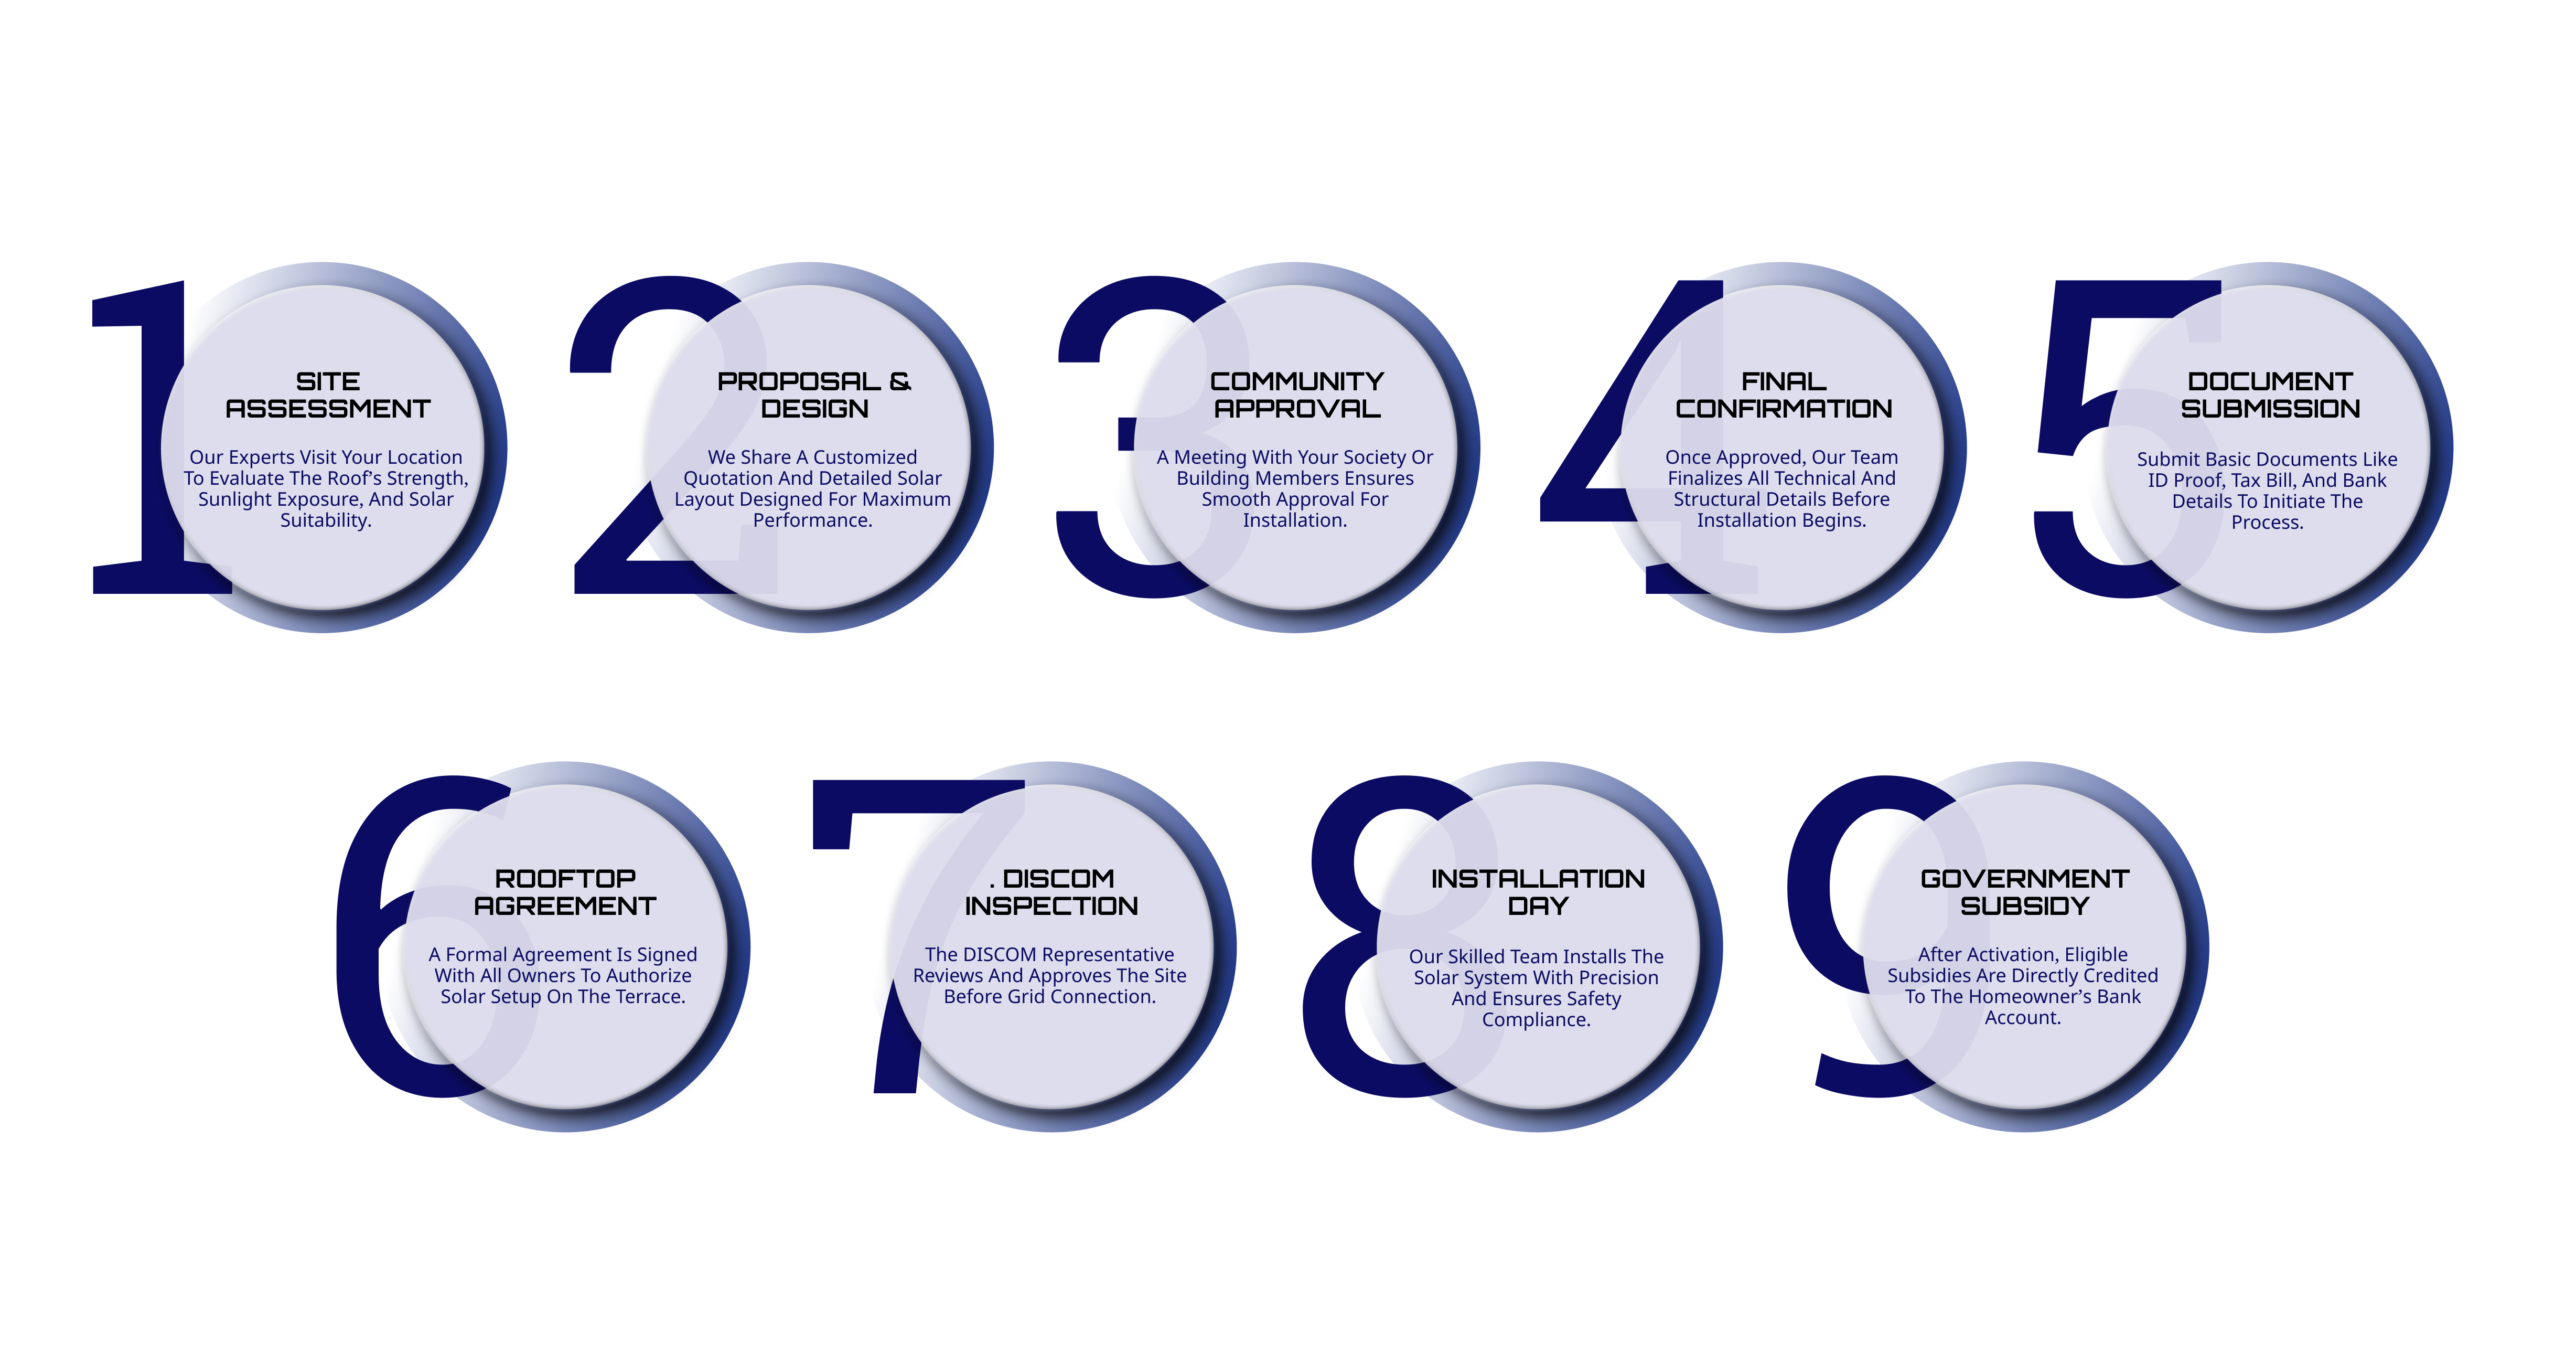 1
SITE
ASSESSMENT
Our Experts Visit Your Location
To Evaluate The Roof’s Strength,
Sunlight Exposure, And Solar
Suitability.
2
PROPOSAL &
DESIGN
We Share A Customized
Quotation And Detailed Solar
Layout Designed For Maximum
Performance.
3
COMMUNITY
APPROVAL
A Meeting With Your Society Or
Building Members Ensures
Smooth Approval For
Installation.
4
FINAL
CONFIRMATION
Once Approved, Our Team
Finalizes All Technical And
Structural Details Before
Installation Begins.
5
DOCUMENT
SUBMISSION
Submit Basic Documents Like
ID Proof, Tax Bill, And Bank
Details To Initiate The
Process.
6
ROOFTOP
AGREEMENT
A Formal Agreement Is Signed
With All Owners To Authorize
Solar Setup On The Terrace.
7
. DISCOM
INSPECTION
The DISCOM Representative
Reviews And Approves The Site
Before Grid Connection.
8
INSTALLATION
DAY
Our Skilled Team Installs The
Solar System With Precision
And Ensures Safety
Compliance.
9
GOVERNMENT
SUBSIDY
After Activation, Eligible
Subsidies Are Directly Credited
To The Homeowner’s Bank
Account.